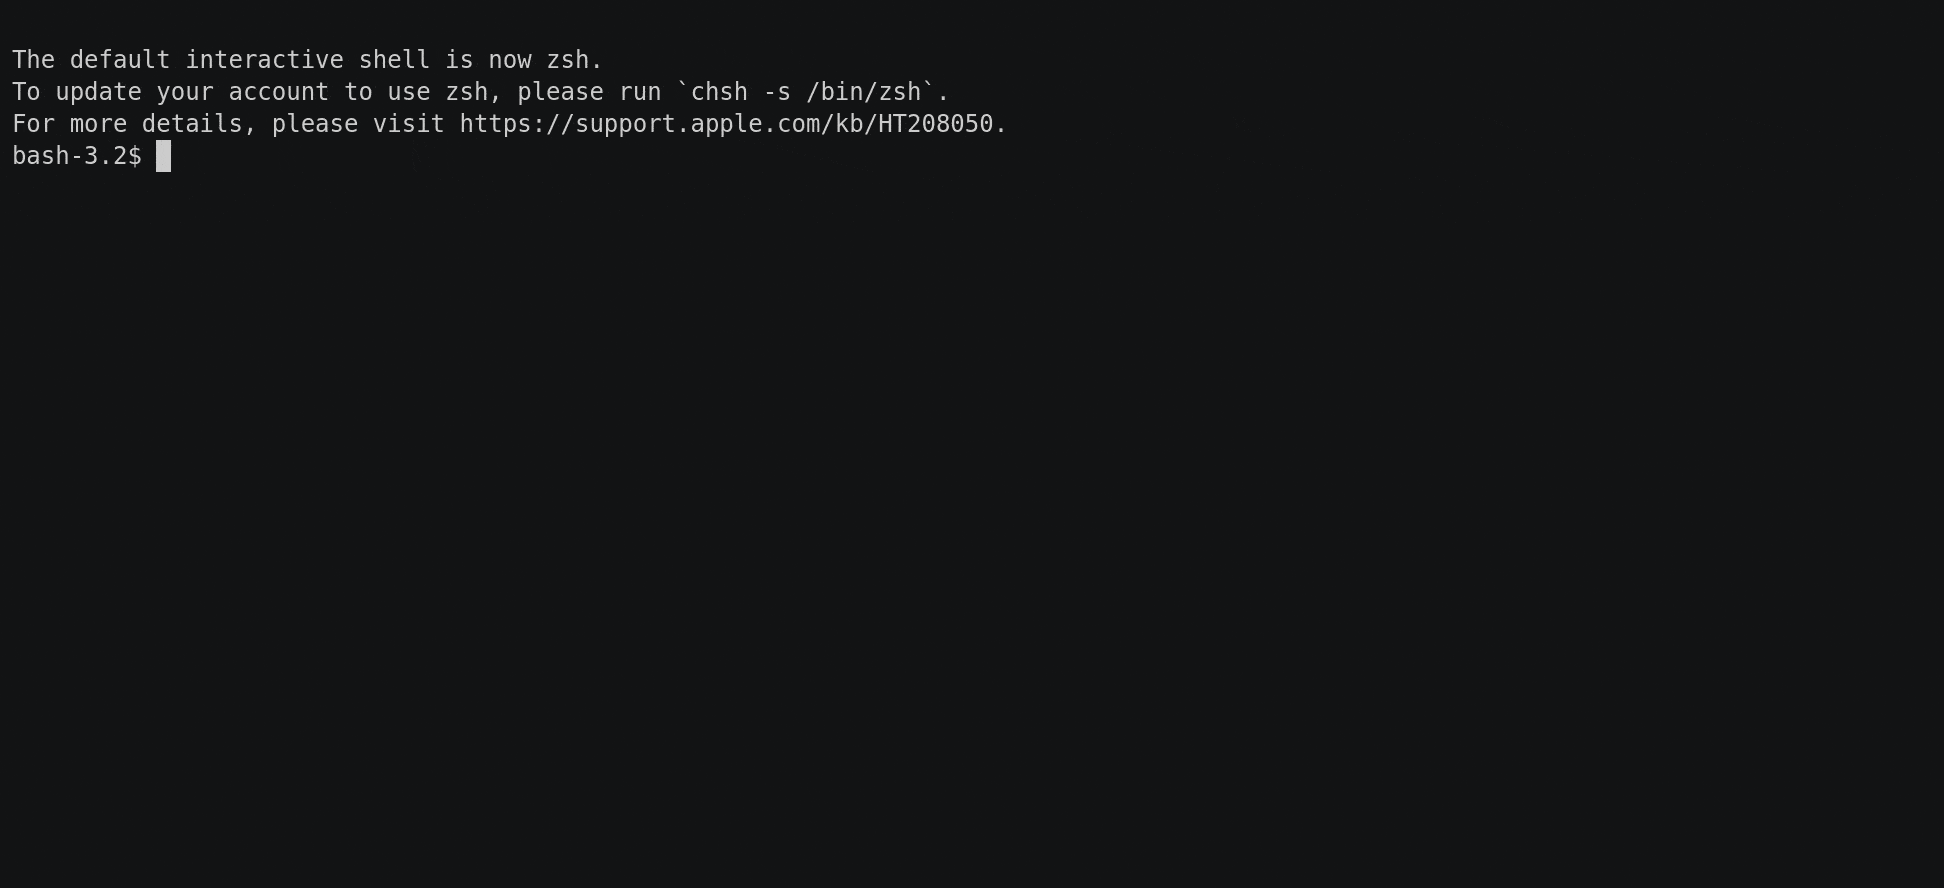 The default interactive shell is now zsh.
To update your account to use zsh, please run `chsh -s /bin/zsh`.
For more details, please visit https://support.apple.com/kb/HT208050.
bash-3.2$